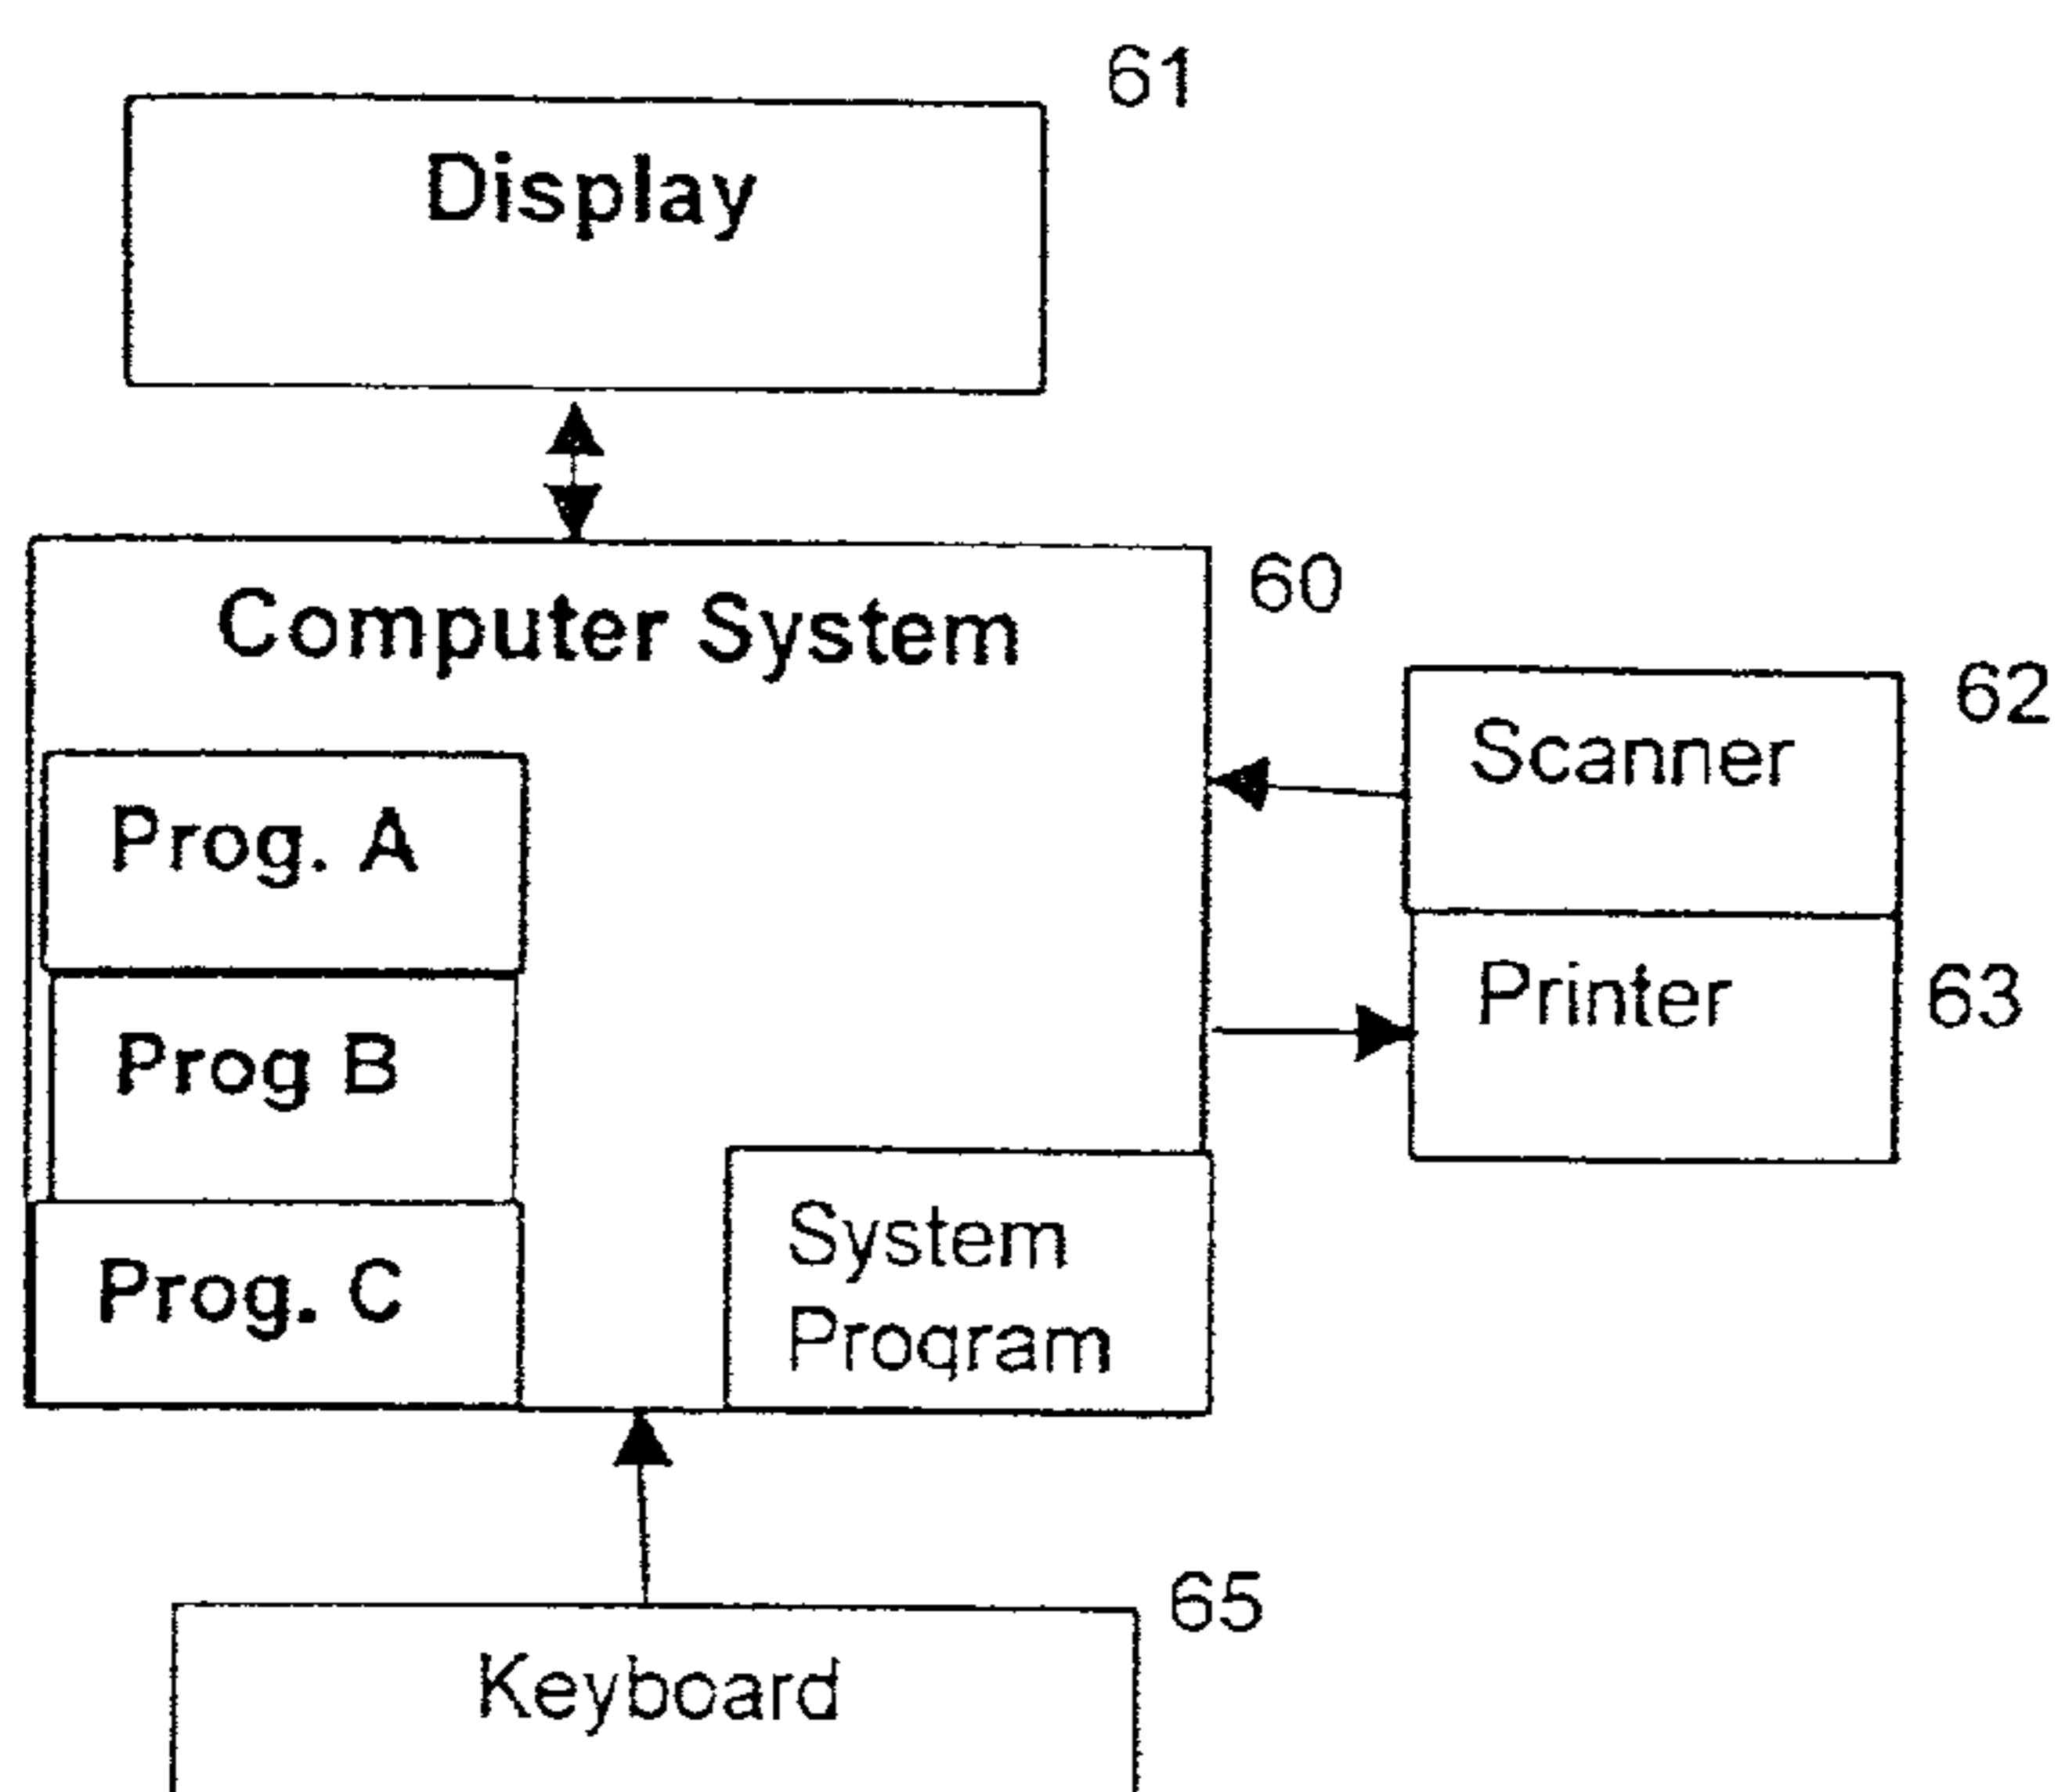 61
Display
Computer System
60
62
Scanner
Prog. A
Printer
63
Prog B
System
Program
Prog. C
65
Keyboard